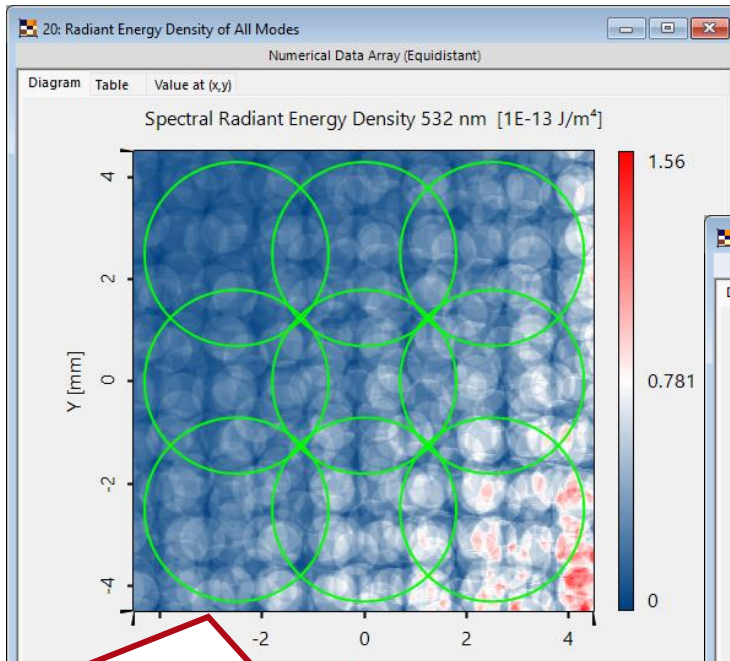 20: Radiant Energy Density of All Modes
Numerical Data Array (Equidistant)
Diagram Table Value at (x,y)
Spectral Radiant Energy Density 532 nm [1E-13 J/m⁴]
1.56
0.781
0
Y [mm]
4
2
0
-2
-4
-2 0 2 4